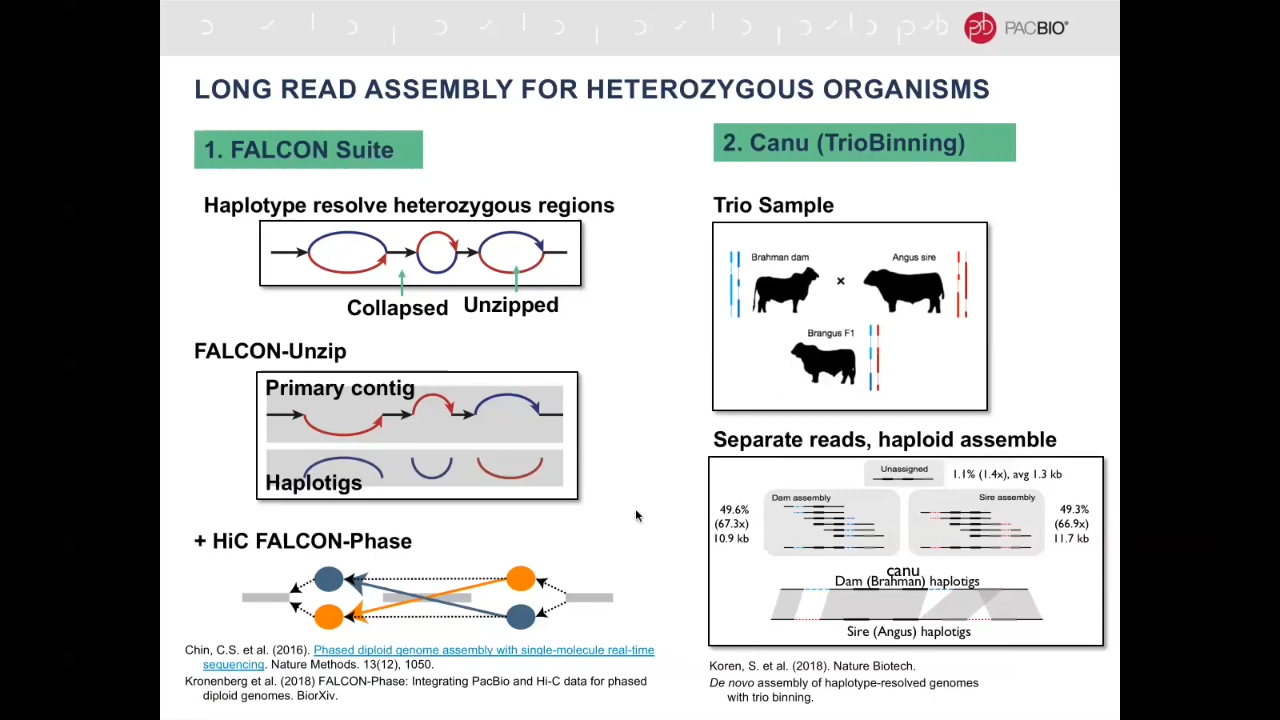 PACBIO®
LONG READ ASSEMBLY FOR HETEROZYGOUS ORGANISMS
1. FALCON Suite
Haplotype resolve heterozygous regions
Collapsed
Unzipped
FALCON-Unzip
Primary contig
Haplotigs
+ HiC FALCON-Phase
Chin, C.S. et al. (2016). Phased diploid genome assembly with single-molecule real-time
sequencing. Nature Methods. 13(12), 1050.
Kronenberg et al. (2018) FALCON-Phase: Integrating PacBio and Hi-C data for phased
diploid genomes. BiorXiv.
2. Canu (TrioBinning)
Trio Sample
Brahman dam
×
Angus sire
Brangus F1
Separate reads, haploid assemble
Unassigned
1.1% (1.4x), avg 1.3 kb
Dam assembly
Sire assembly
49.6%
(67.3x)
10.9 kb
49.3%
(66.9x)
11.7 kb
canu
Dam (Brahman) haplotigs
Sire (Angus) haplotigs
Koren, S. et al. (2018). Nature Biotech.
De novo assembly of haplotype-resolved genomes
with trio binning.